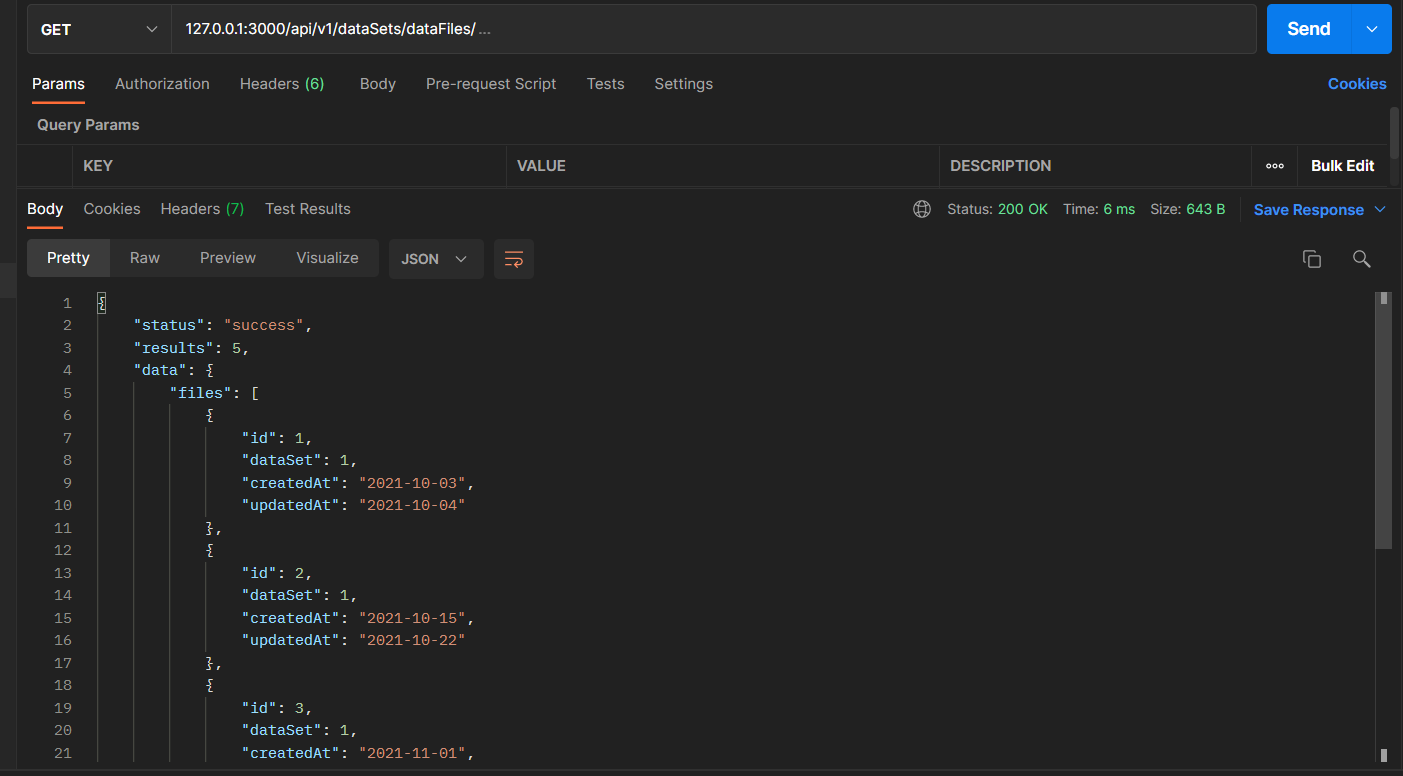 GET 127.0.0.1:3000/api/v1/dataSets/dataFiles/ ... Send
Params Authorization Headers (6) Body Pre-request Script Tests Settings Cookies
Query Params
KEY VALUE DESCRIPTION ooo Bulk Edit
Body Cookies Headers (7) Test Results Status: 200 OK Time: 6 ms Size: 643 B Save Response
Pretty Raw Preview Visualize JSON
1 {
2 "status": "success",
3 "results": 5,
4 "data": {
5 "files": [
6 {
7 "id": 1,
8 "dataSet": 1,
9 "createdAt": "2021-10-03",
10 "updatedAt": "2021-10-04"
11 },
12 {
13 "id": 2,
14 "dataSet": 1,
15 "createdAt": "2021-10-15",
16 "updatedAt": "2021-10-22"
17 },
18 {
19 "id": 3,
20 "dataSet": 1,
21 "createdAt": "2021-11-01",